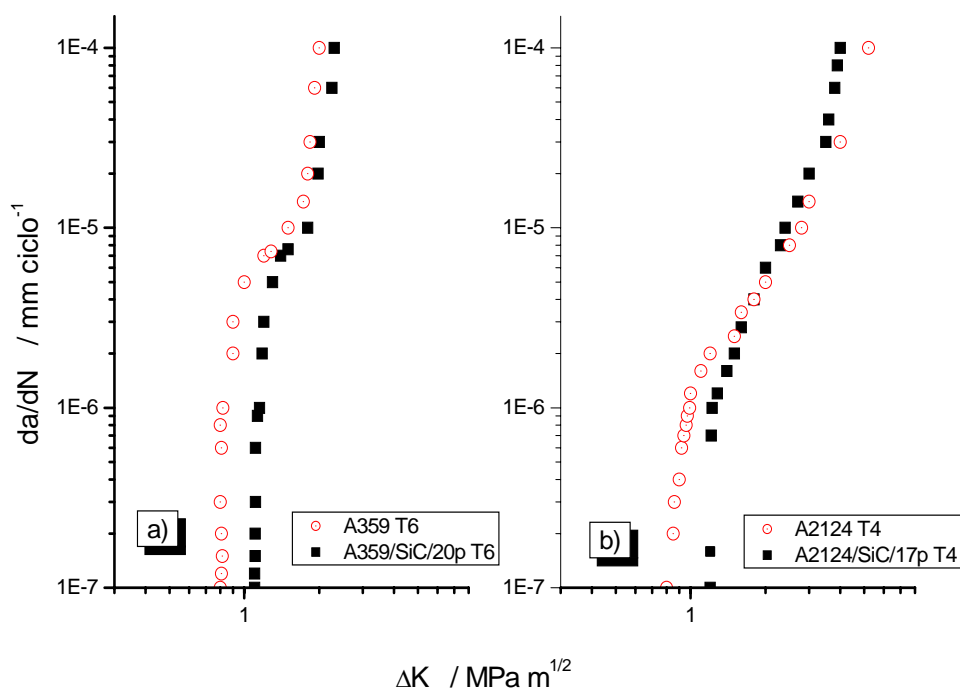 1E-4
1E-5
1E-6
1E-7
da/dN / mm ciclo⁻¹
a)
A359 T6
A359/SiC/20p T6
1
1E-4
1E-5
1E-6
1E-7
b)
A2124 T4
A2124/SiC/17p T4
1
ΔK / MPa m^{1/2}